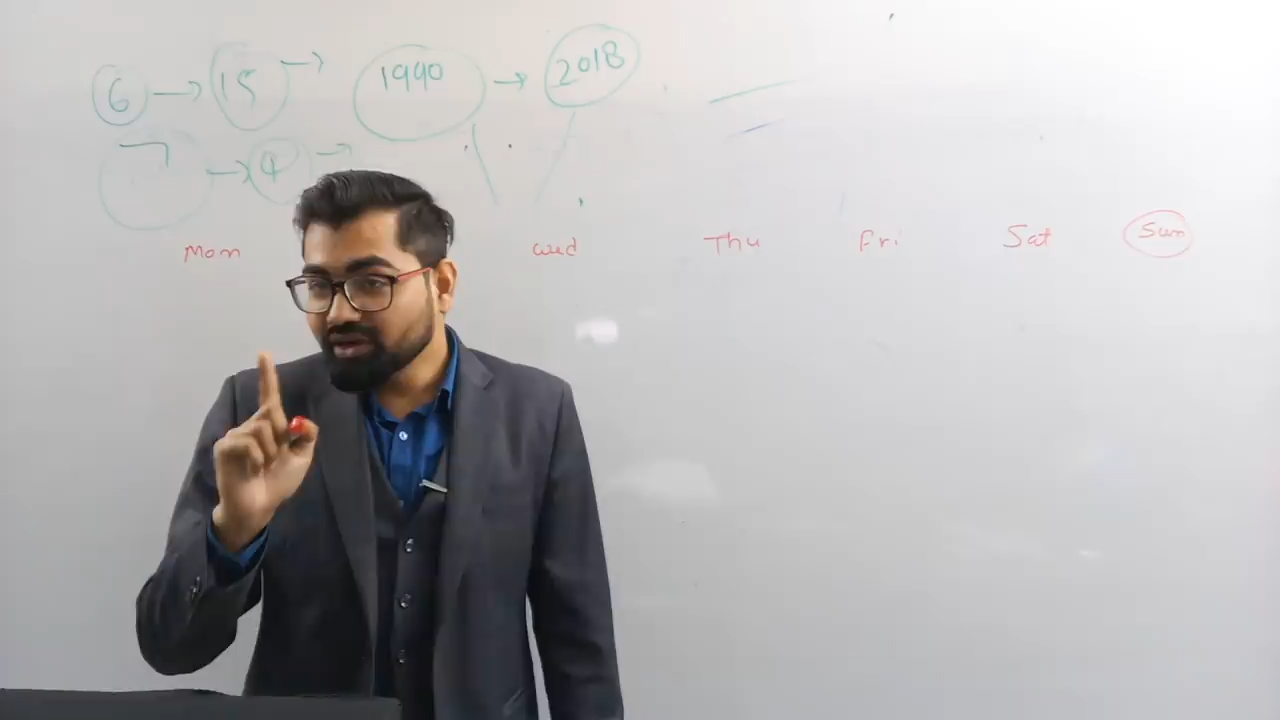 6 → 15 → 1990 → 2018
7 → 4 →
Mon wed Thu Fri Sat Sun